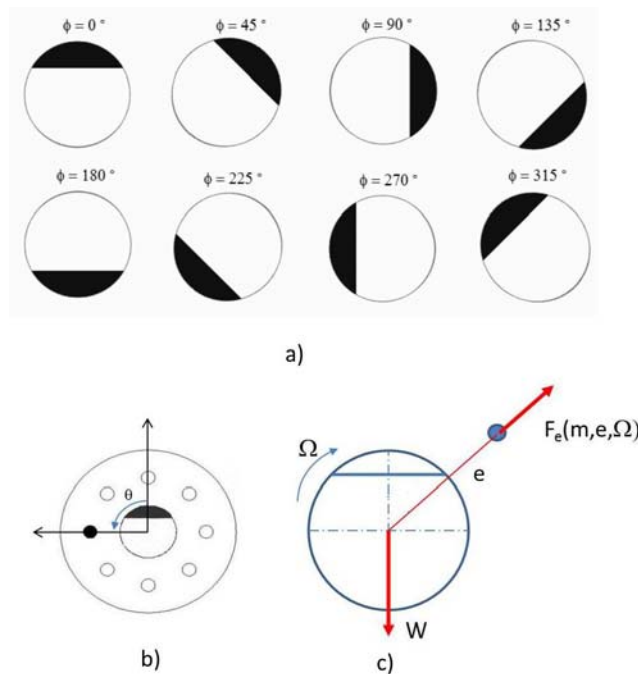 ϕ = 0 ° ϕ = 45 ° ϕ = 90 ° ϕ = 135 °
ϕ = 180 ° ϕ = 225 ° ϕ = 270 ° ϕ = 315 °
a)
θ
b)
Ω
e
Fₑ(m,e,Ω)
W
c)